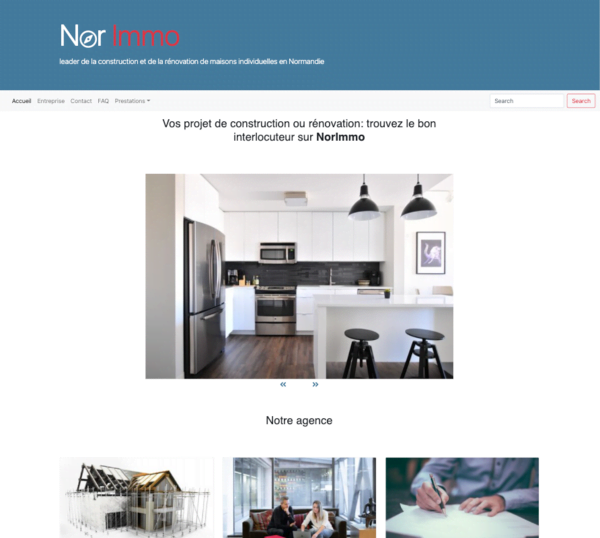 Nor Immo
leader de la construction et de la rénovation de maisons individuelles en Normandie
Accueil Entreprise Contact FAQ Prestations Search Search
Vos projet de construction ou rénovation: trouvez le bon
interlocuteur sur NorImmo
« »
Notre agence